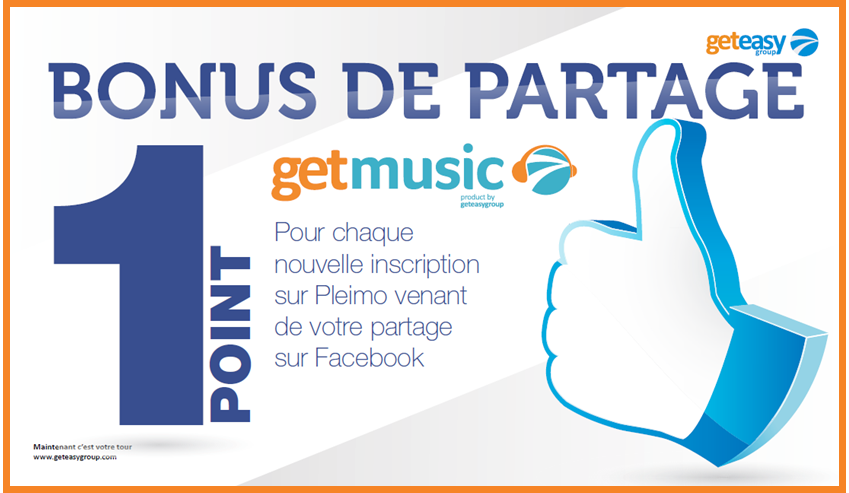 geteasy
group
BONUS DE PARTAGE
1
POINT
getmusic
product by
geteasygroup
Pour chaque
nouvelle inscription
sur Pleimo venant
de votre partage
sur Facebook
Maintenant c'est votre tour
www.geteasygroup.com